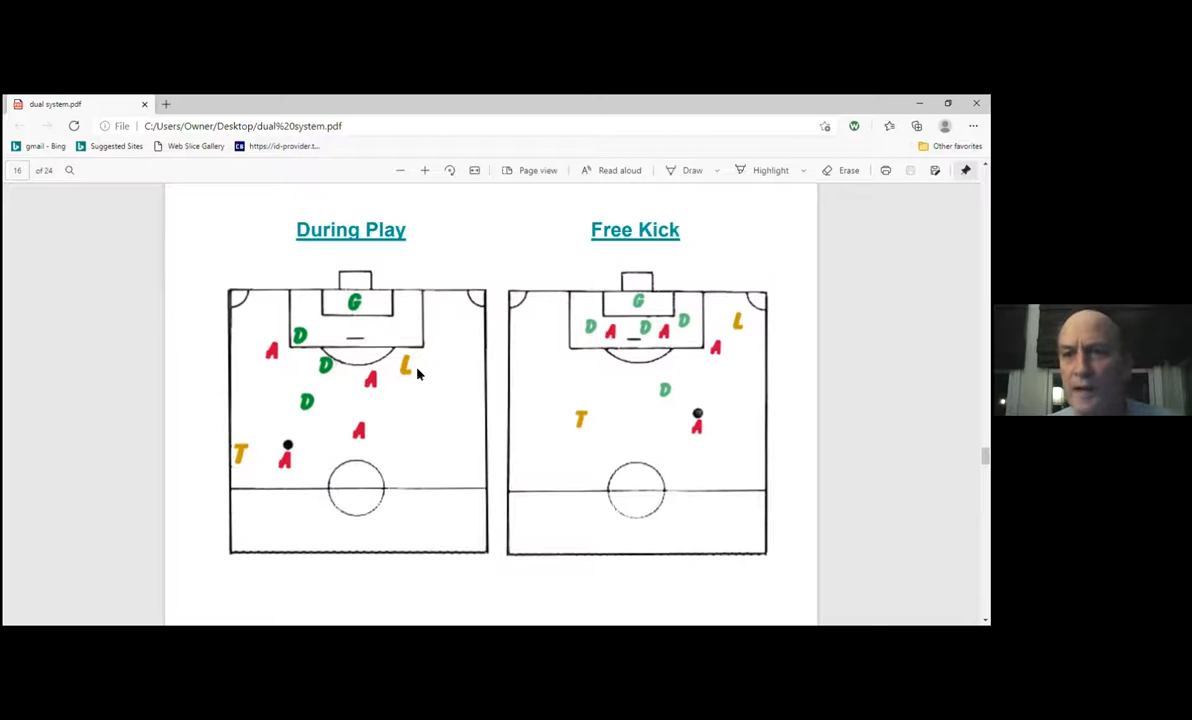 dual system.pdf
File C:/Users/Owner/Desktop/dual%20system.pdf
gmail - Bing Suggested Sites Web Slice Gallery https://id-provider.t... Other favorites
16 of 24 Page view Read aloud Draw Highlight Erase
During Play Free Kick
G
D
A
D
L
A
D
A
T
A
G
D A D A D
L
A
D
T
A